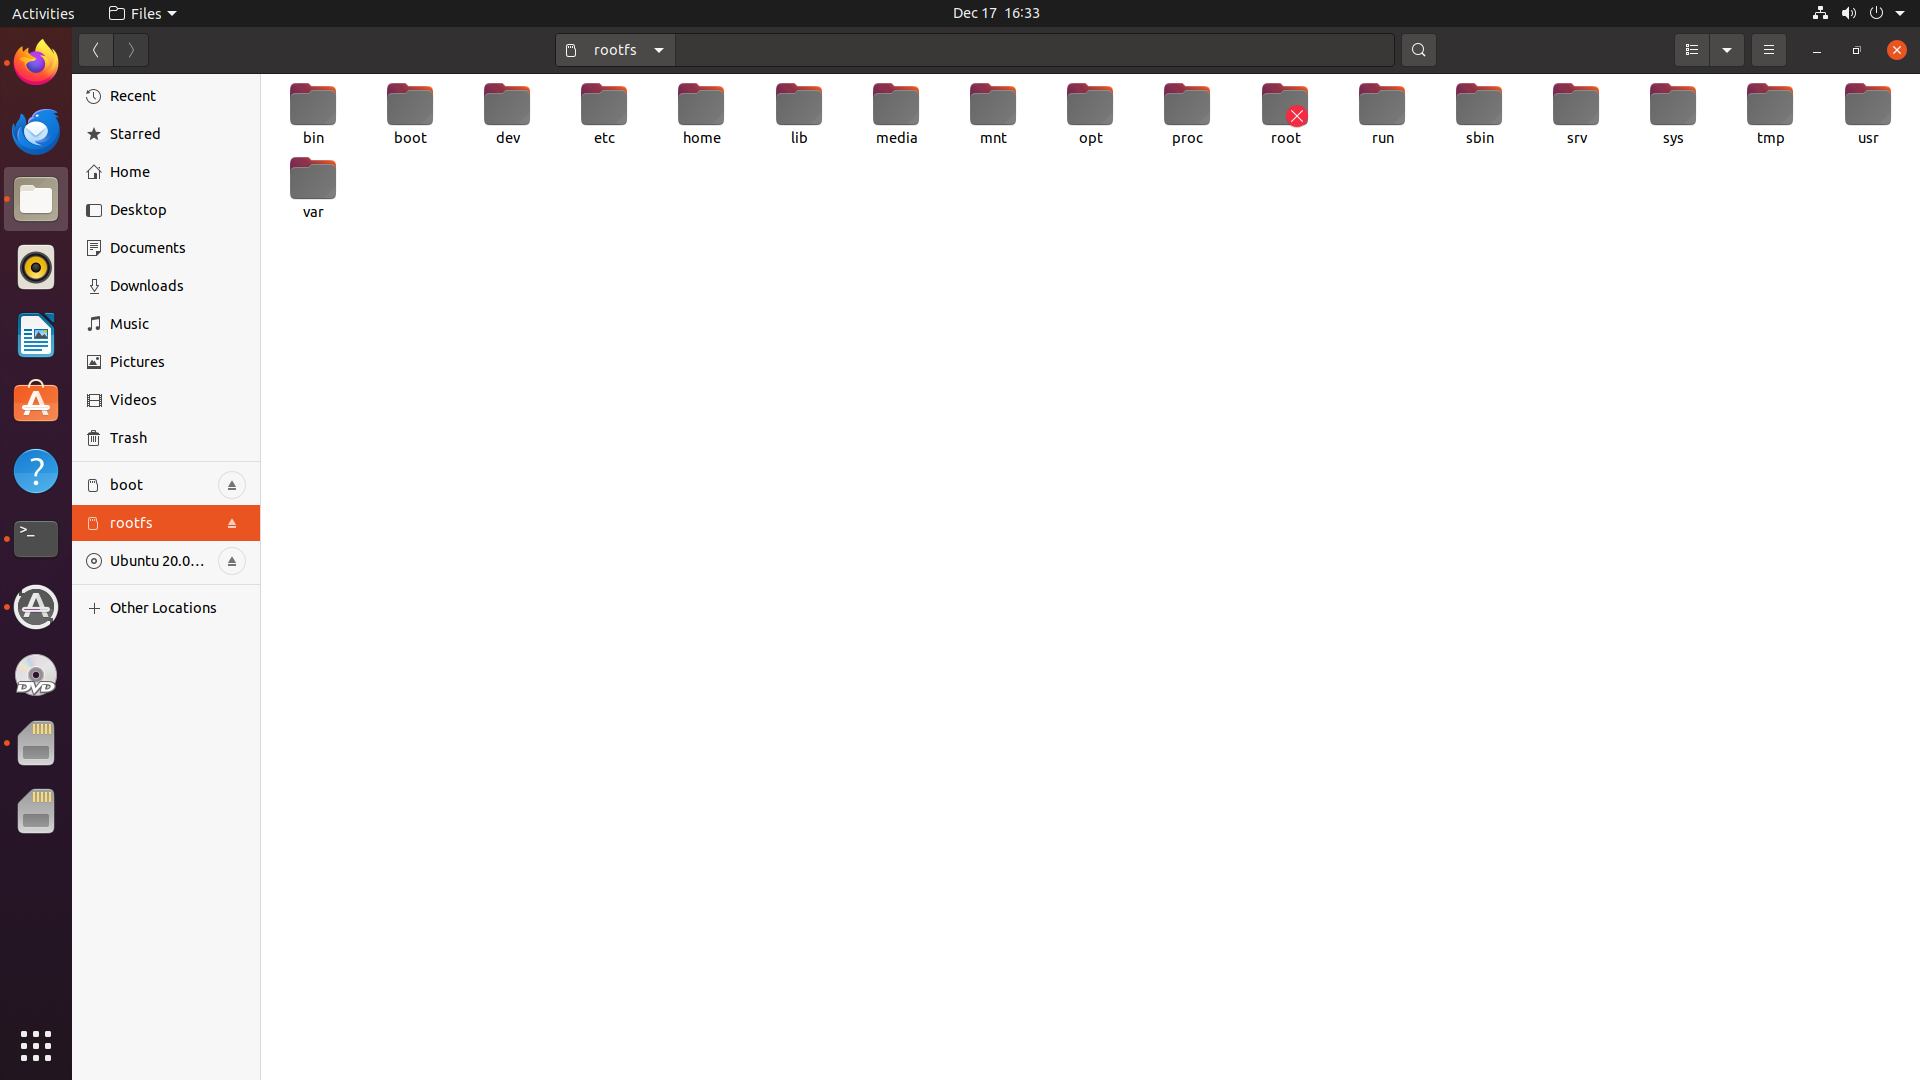 Activities
Files
Dec 17 16:33
rootfs
Recent
Starred
Home
Desktop
Documents
Downloads
Music
Pictures
Videos
Trash
boot
rootfs
Ubuntu 20.0…
Other Locations
bin boot dev etc home lib media mnt opt proc root run sbin srv sys tmp usr
var
>_
?
DVD